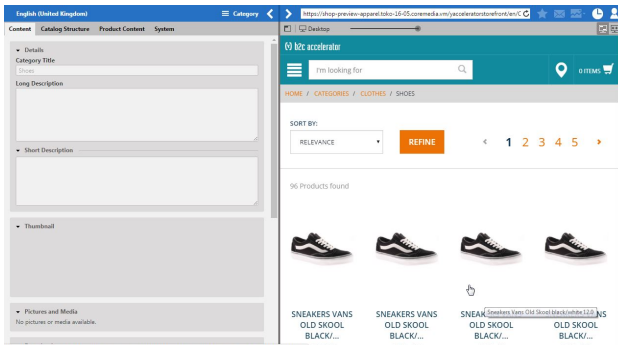 English (United Kingdom)
Category
Content Catalog Structure Product Content System
Details
Category Title
Shoes
Long Description
Short Description
Thumbnail
Pictures and Media
No pictures or media available.
https://shop-preview-apparel.toko-16-05.coremedia.vm/yacceleratorstorefront/en/C
Desktop
b2c accelerator
I'm looking for
0 ITEMS
HOME / CATEGORIES / CLOTHES / SHOES
SORT BY:
RELEVANCE
REFINE
« 1 2 3 4 5 »
96 Products found
SNEAKERS VANS OLD SKOOL BLACK/...
SNEAKERS VANS OLD SKOOL BLACK/...
SNEAK
OLD SKOOL
BLACK/...
Sneakers Vans Old Skool black/white 12.0
NS
OLD SKOOL
BLACK/...